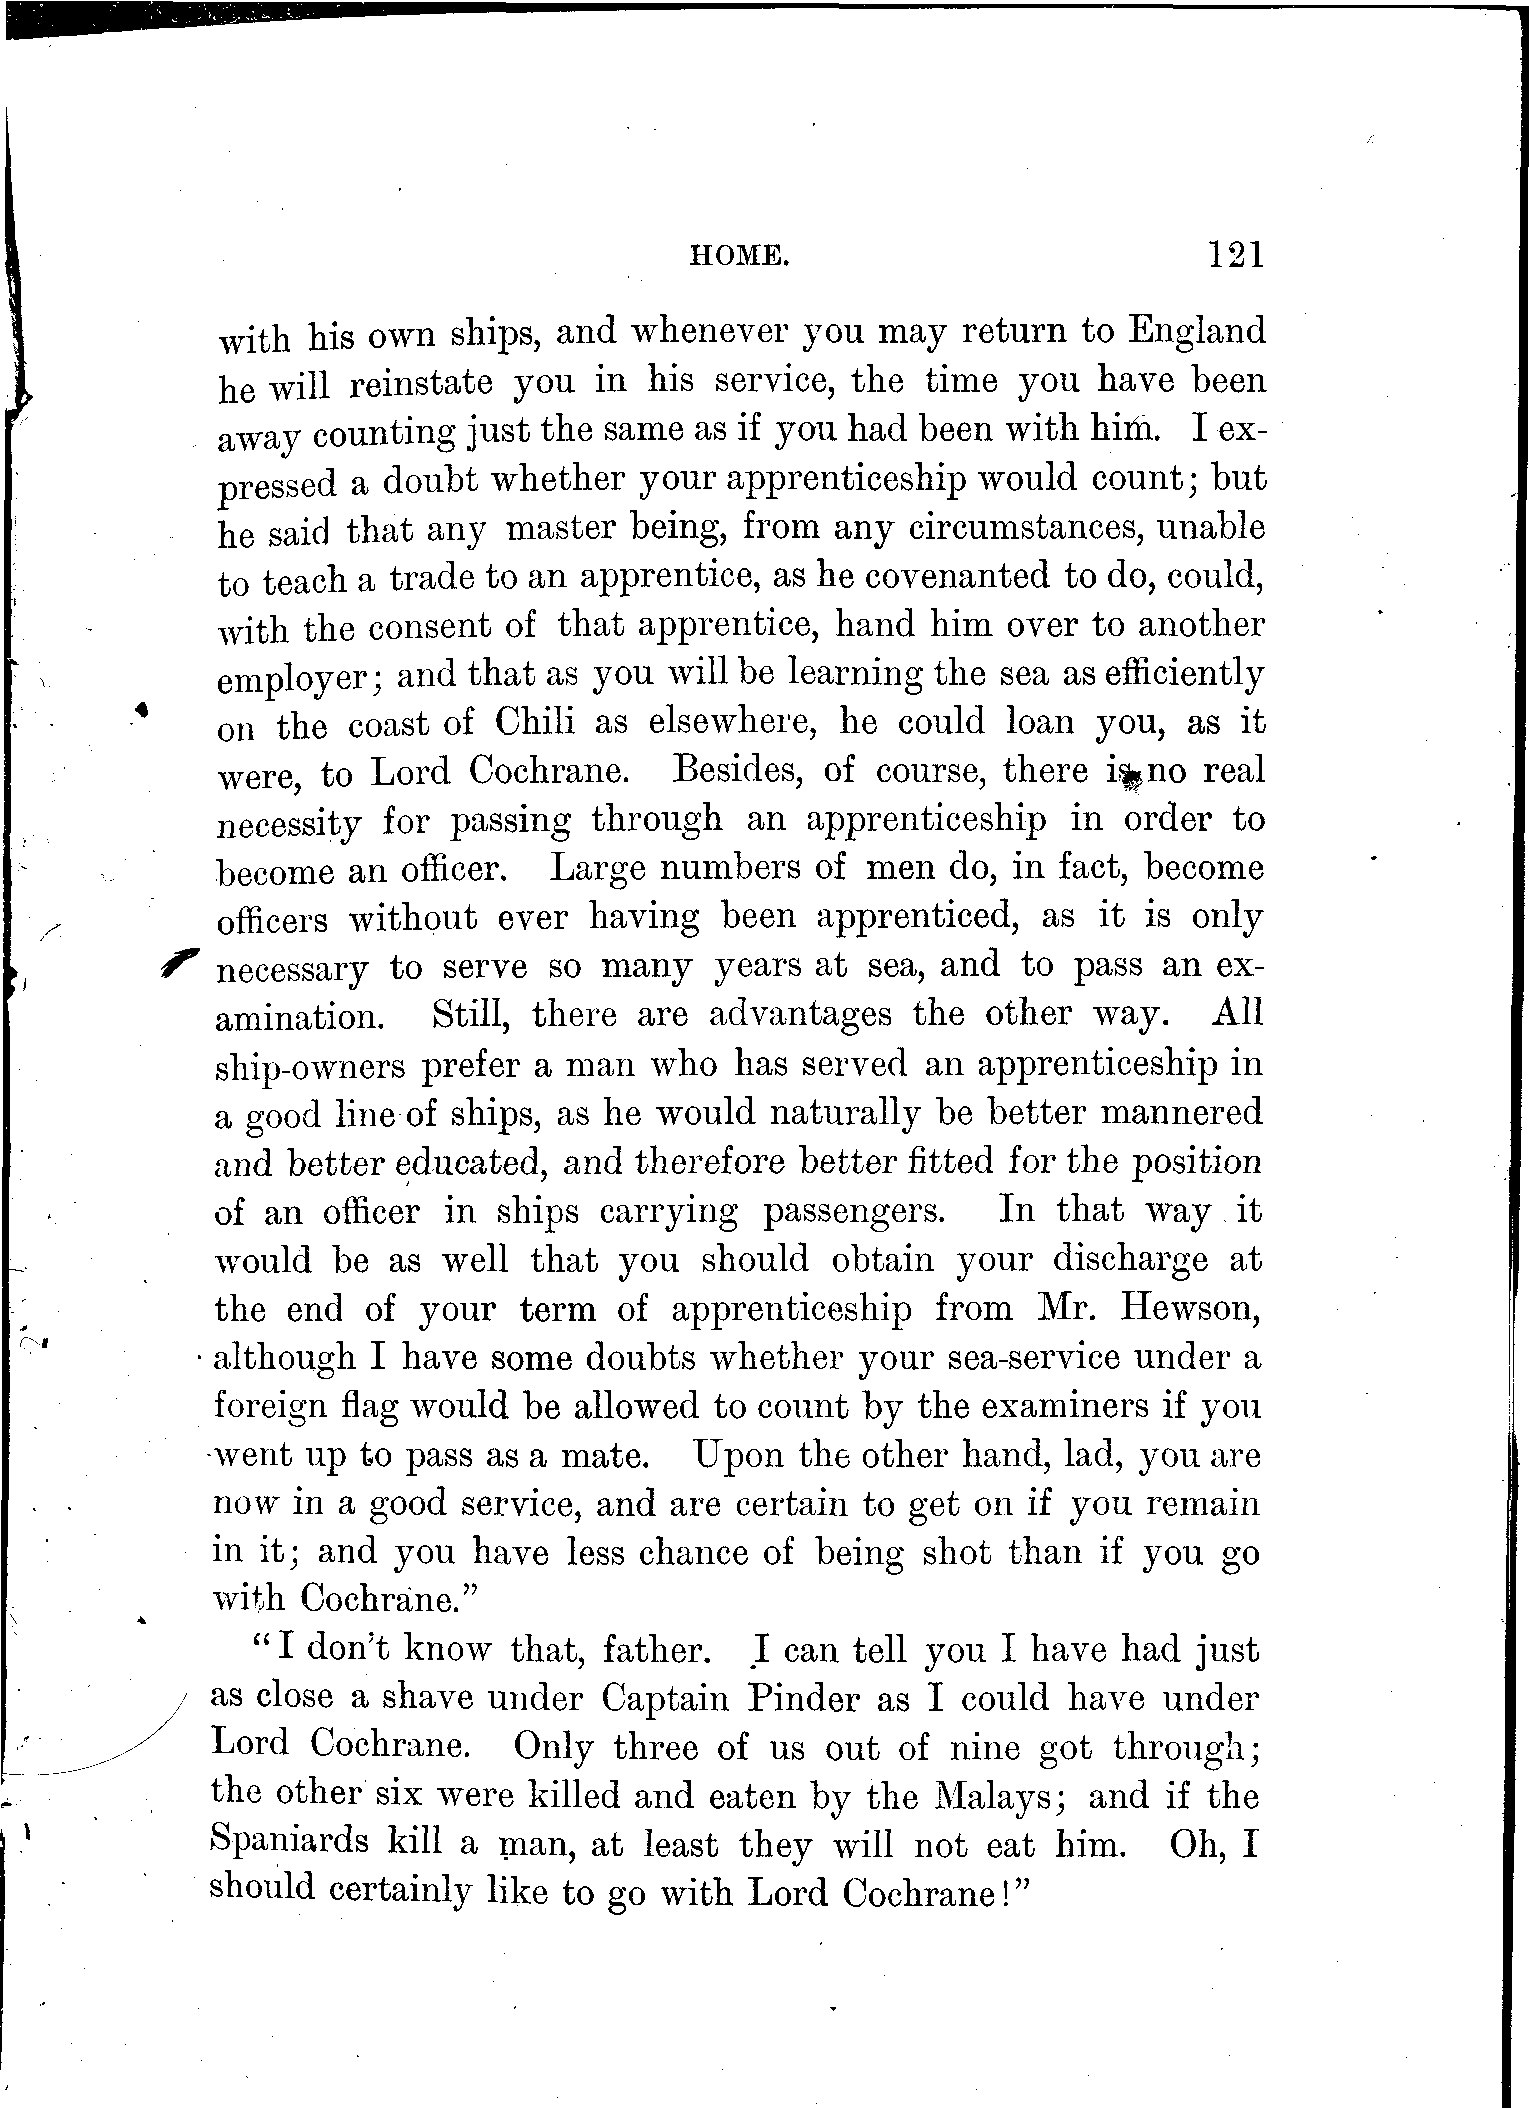 HOME. 121
with his own ships, and whenever you may return to England
he will reinstate you in his service, the time you have been
away counting just the same as if you had been with him. I ex-
pressed a doubt whether your apprenticeship would count; but
he said that any master being, from any circumstances, unable
to teach a trade to an apprentice, as he covenanted to do, could,
with the consent of that apprentice, hand him over to another
employer; and that as you will be learning the sea as efficiently
on the coast of Chili as elsewhere, he could loan you, as it
were, to Lord Cochrane. Besides, of course, there is no real
necessity for passing through an apprenticeship in order to
become an officer. Large numbers of men do, in fact, become
officers without ever having been apprenticed, as it is only
necessary to serve so many years at sea, and to pass an ex-
amination. Still, there are advantages the other way. All
ship-owners prefer a man who has served an apprenticeship in
a good line of ships, as he would naturally be better mannered
and better educated, and therefore better fitted for the position
of an officer in ships carrying passengers. In that way it
would be as well that you should obtain your discharge at
the end of your term of apprenticeship from Mr. Hewson,
although I have some doubts whether your sea-service under a
foreign flag would be allowed to count by the examiners if you
went up to pass as a mate. Upon the other hand, lad, you are
now in a good service, and are certain to get on if you remain
in it; and you have less chance of being shot than if you go
with Cochrane."
"I don't know that, father. I can tell you I have had just
as close a shave under Captain Pinder as I could have under
Lord Cochrane. Only three of us out of nine got through;
the other six were killed and eaten by the Malays; and if the
Spaniards kill a man, at least they will not eat him. Oh, I
should certainly like to go with Lord Cochrane!"